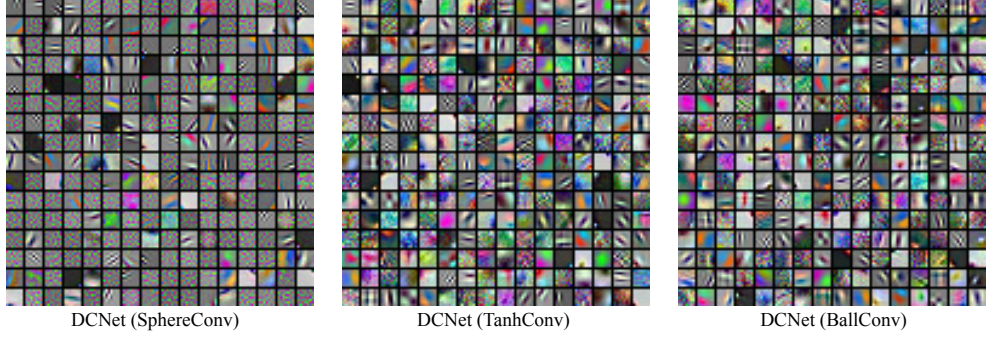 DCNet (SphereConv)
DCNet (TanhConv)
DCNet (BallConv)